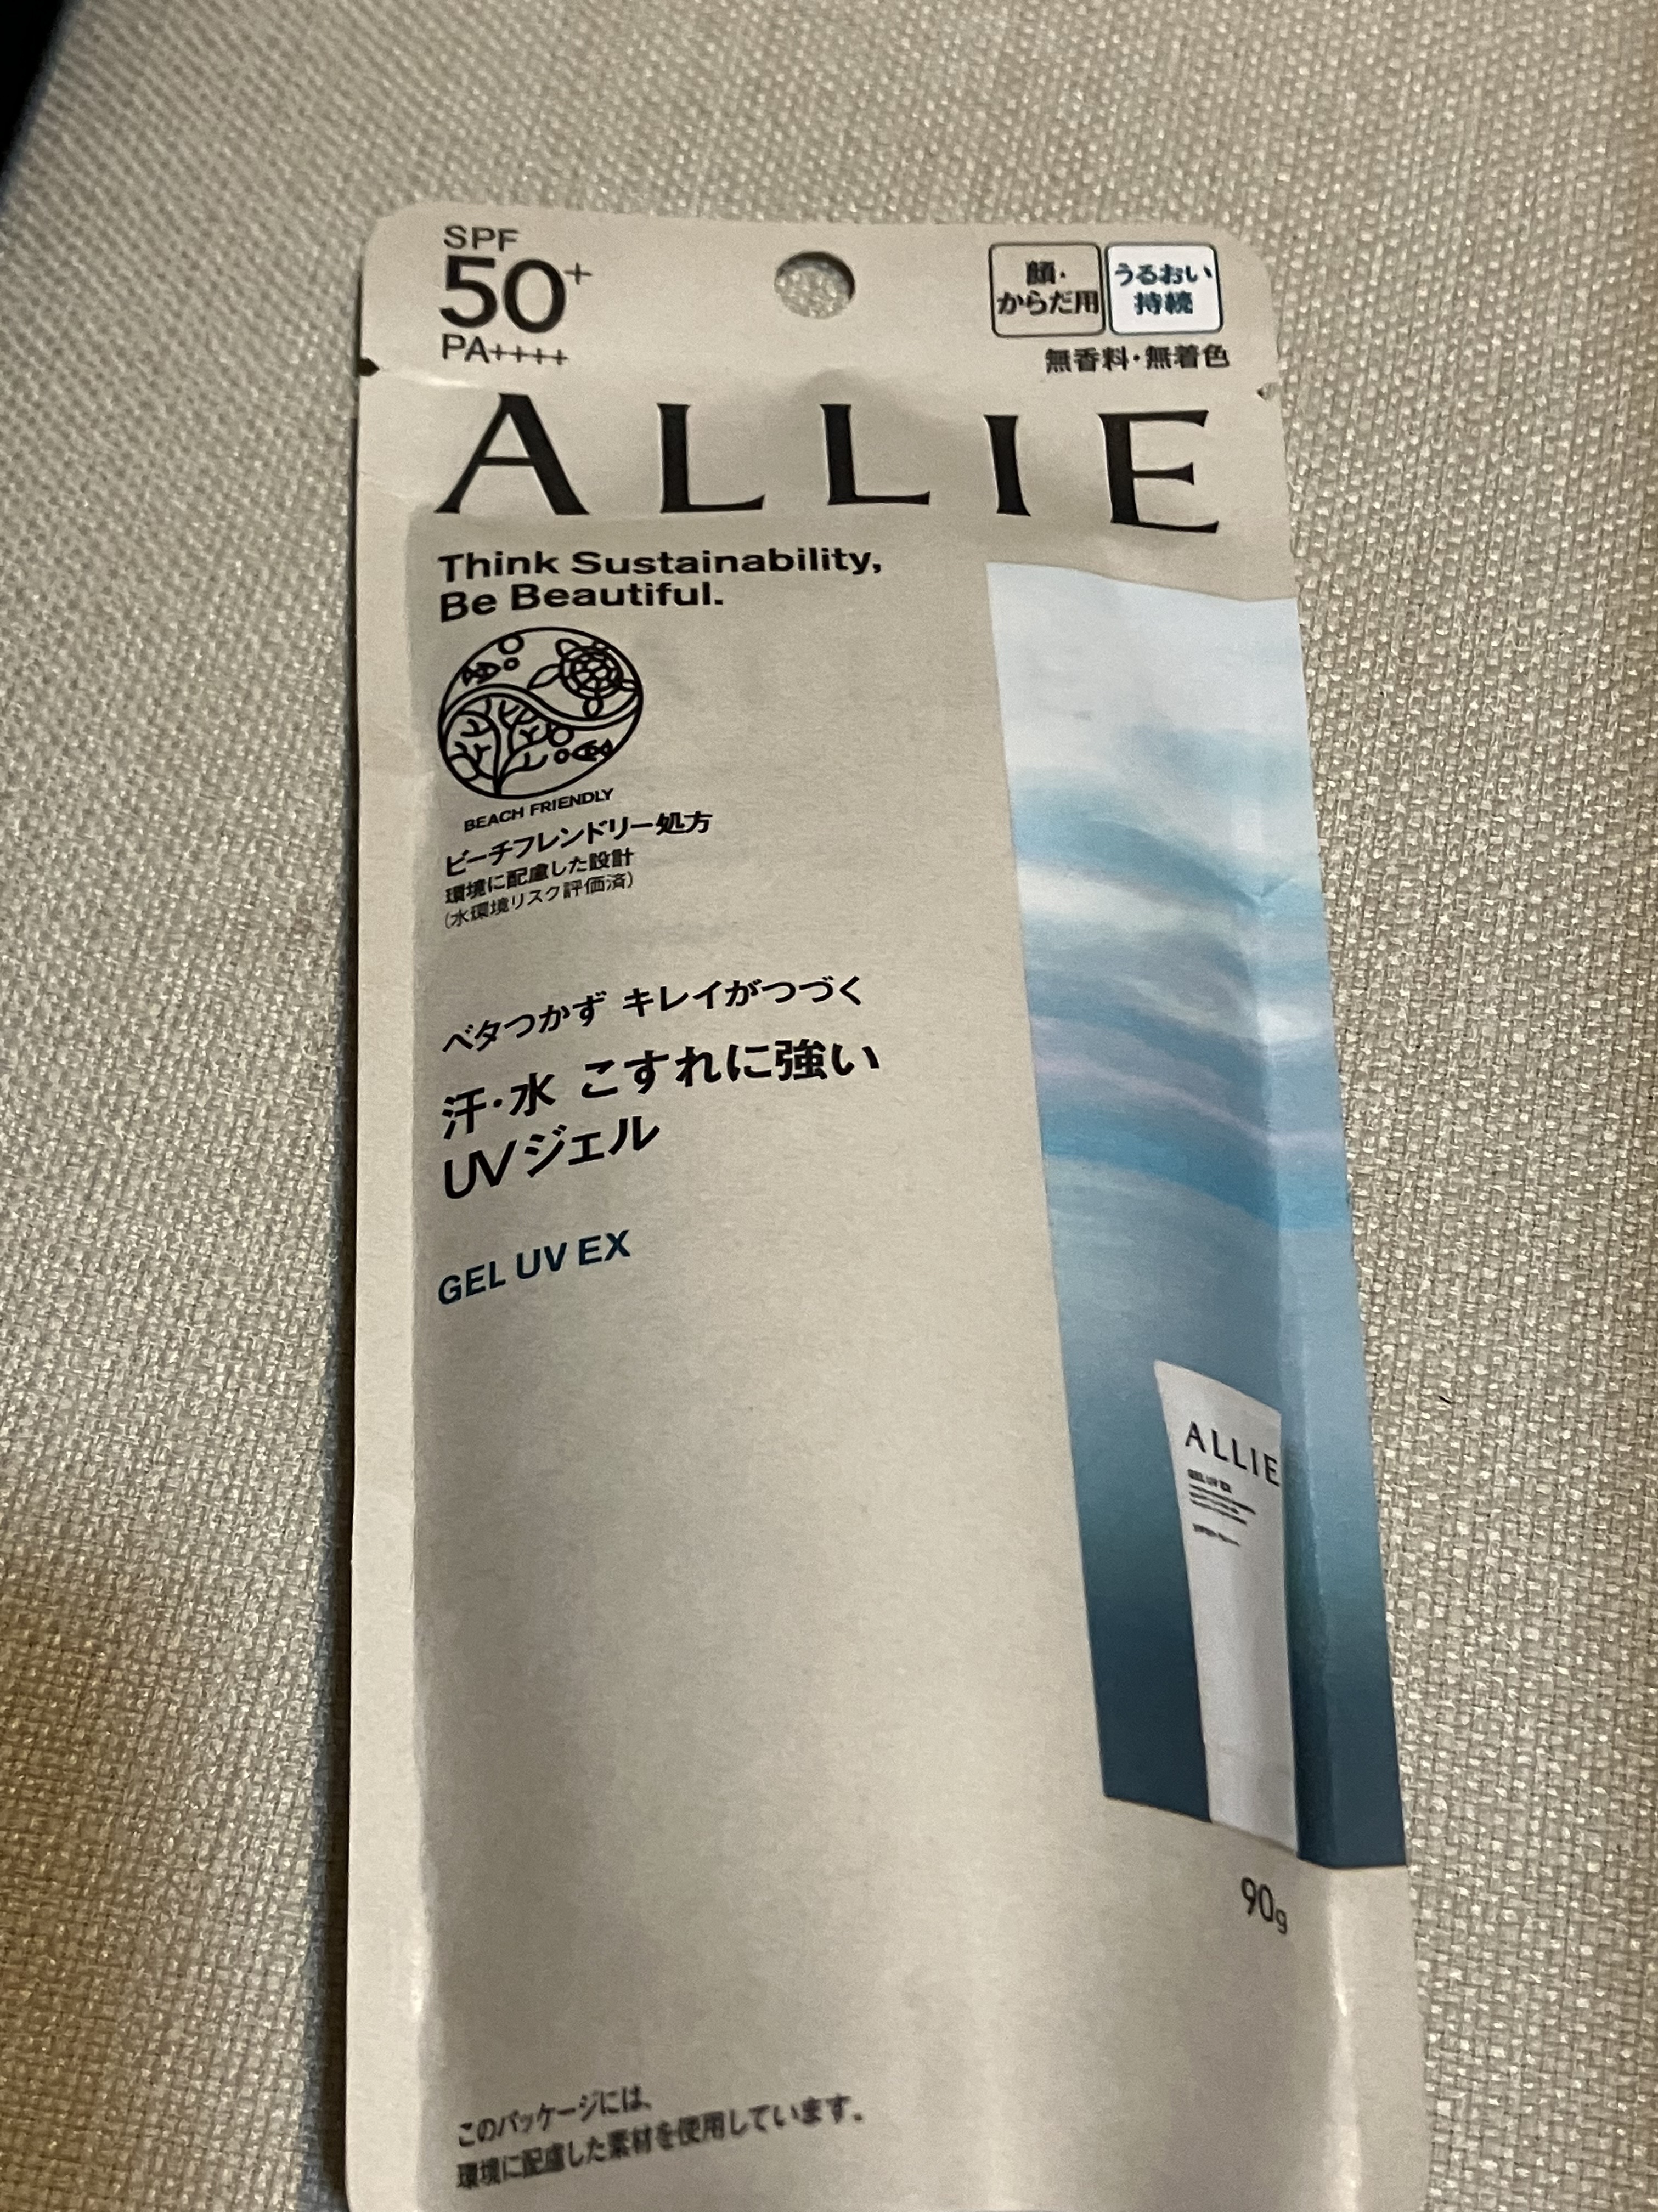 SPF
50+
PA++++
顔・
からだ用
うるおい
持続
無香料・無着色
ALLIE
Think Sustainability,
Be Beautiful.
BEACH FRIENDLY
ビーチフレンドリー処方
環境に配慮した設計
(水環境リスク評価済)
ベタつかず キレイがつづく
汗・水 こすれに強い
UVジェル
GEL UV EX
ALLIE
GEL UV EX
90g
このパッケージには、
環境に配慮した素材を使用しています。